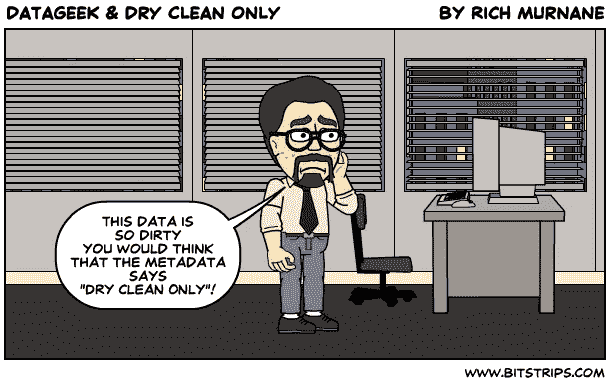 DATAGEEK & DRY CLEAN ONLY
BY RICH MURNANE
THIS DATA IS
SO DIRTY
YOU WOULD THINK
THAT THE METADATA
SAYS
"DRY CLEAN ONLY"!
WWW.BITSTRIPS.COM